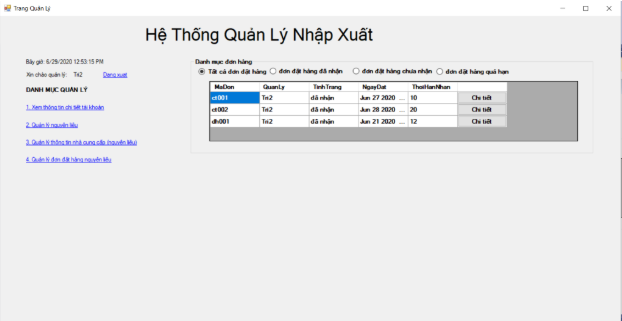 Trang Quản Lý
Hệ Thống Quản Lý Nhập Xuất
Bây giờ: 6/29/2020 12:53:15 PM
Xin chào quản lý: Tri2 Đăng xuất
DANH MỤC QUẢN LÝ
1. Xem thông tin chi tiết tài khoản
2. Quản lý nguyên liệu
3. Quản lý thông tin nhà cung cấp (nguyên liệu)
4. Quản lý đơn đặt hàng nguyên liệu
Danh mục đơn hàng
Tất cả đơn đặt hàng đơn đặt hàng đã nhận đơn đặt hàng chưa nhận đơn đặt hàng quá hạn
MaDon QuanLy TinhTrang NgayDat ThoiHanNhan
ct001 Tri2 đã nhận Jun 27 2020 ... 10 Chi tiết
ct002 Tri2 đã nhận Jun 28 2020 ... 20 Chi tiết
dh001 Tri2 đã nhận Jun 21 2020 ... 12 Chi tiết